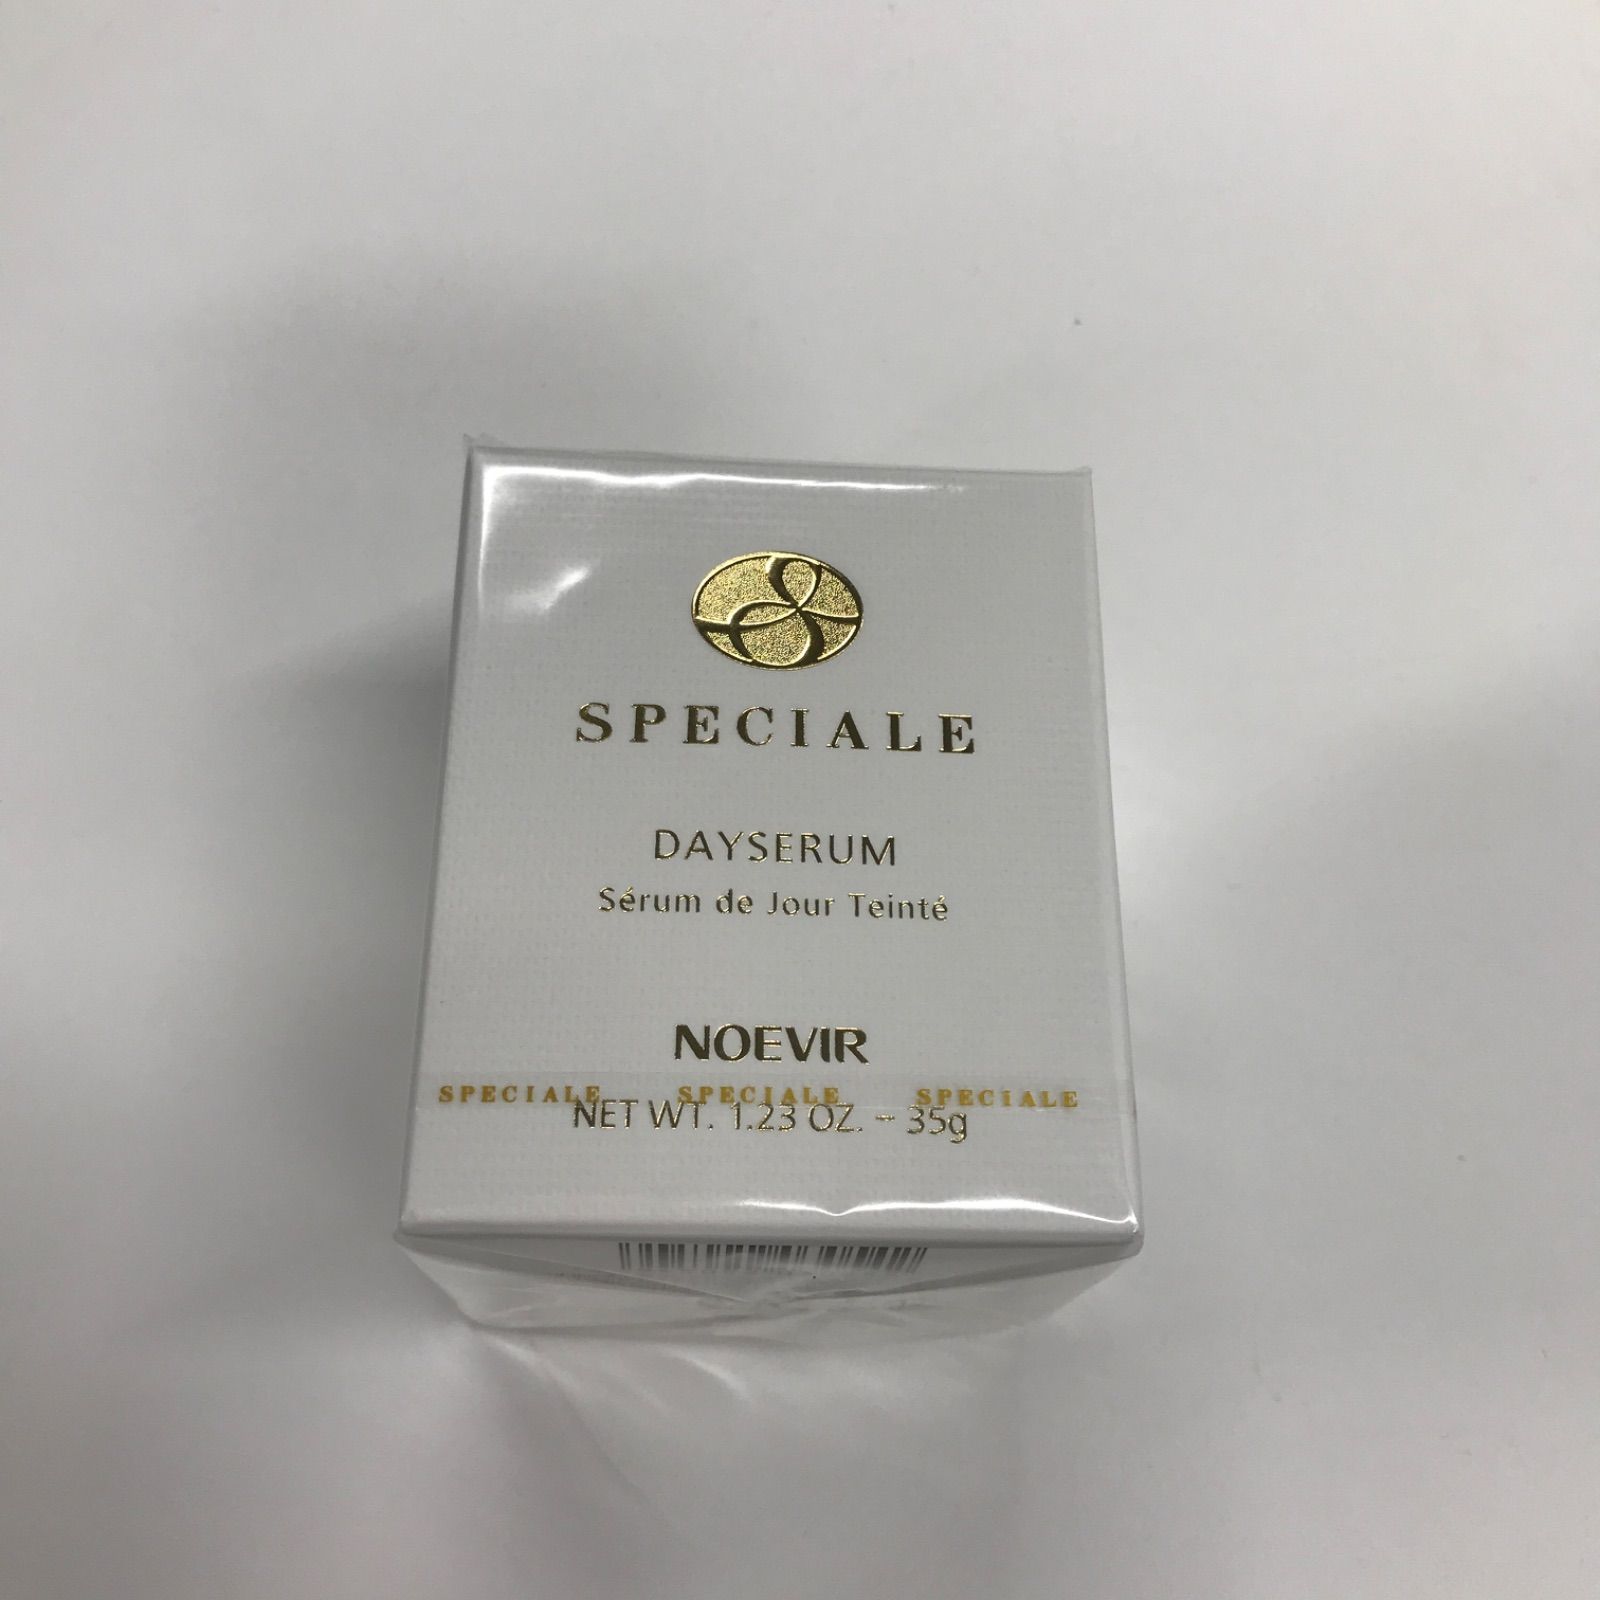 SPECIALE
DAYSERUM
Sérum de Jour Teinté
NOEVIR
SPECIALE SPECIALE SPECIALE
NET WT. 1.23 OZ. – 35g